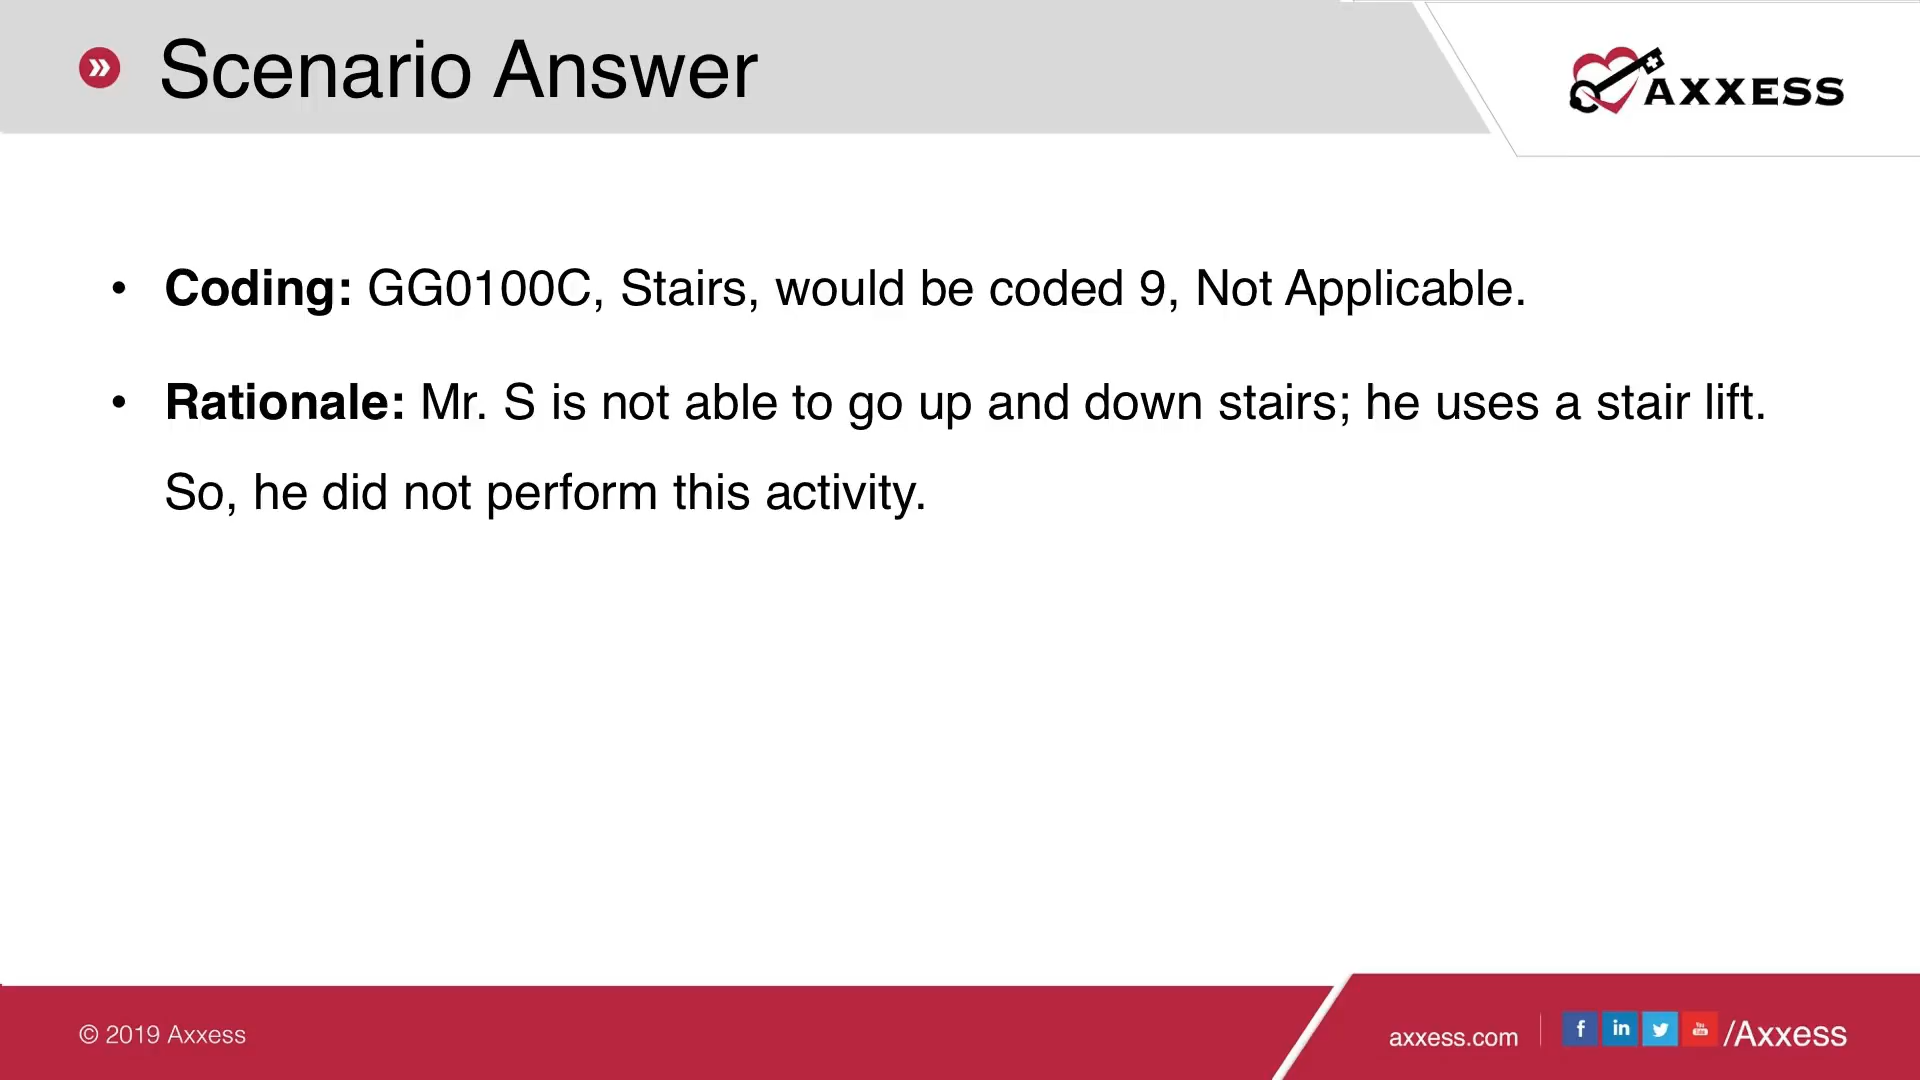 Scenario Answer
AXXESS
• Coding: GG0100C, Stairs, would be coded 9, Not Applicable.
• Rationale: Mr. S is not able to go up and down stairs; he uses a stair lift.
So, he did not perform this activity.
© 2019 Axxess
axxess.com
/Axxess